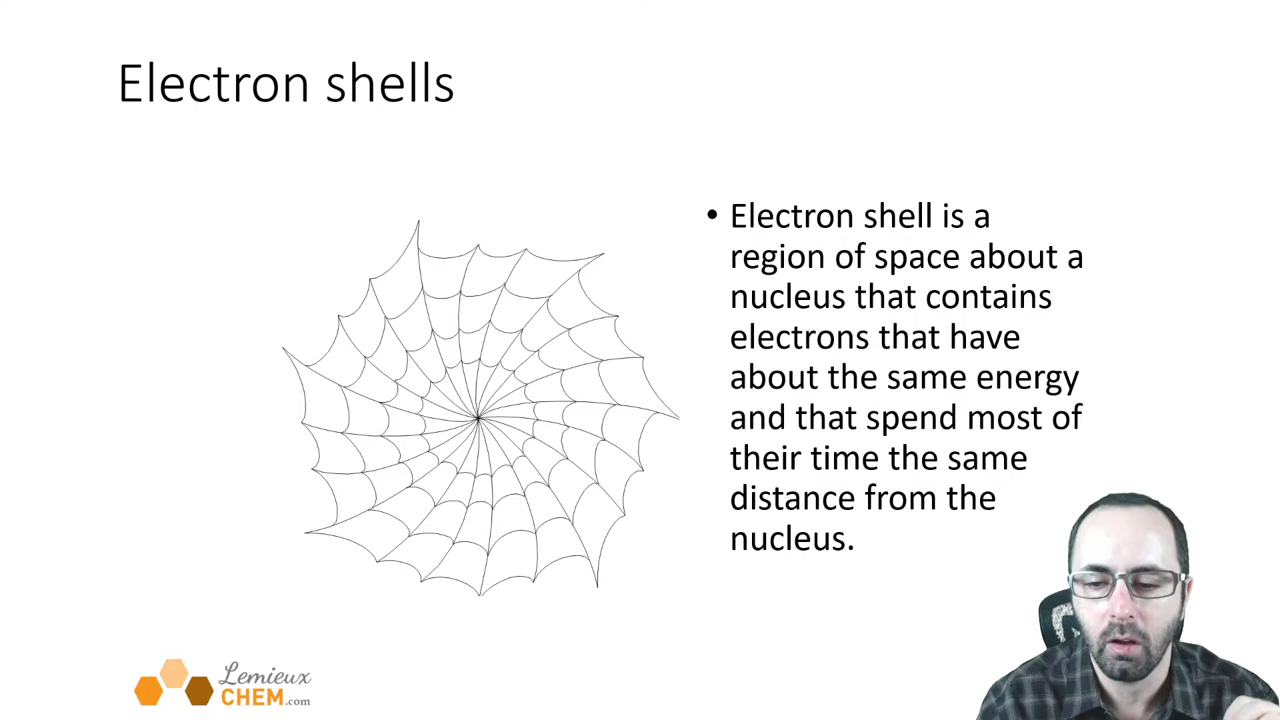 Electron shells
• Electron shell is a
region of space about a
nucleus that contains
electrons that have
about the same energy
and that spend most of
their time the same
distance from the
nucleus.
Lemieux
CHEM.com